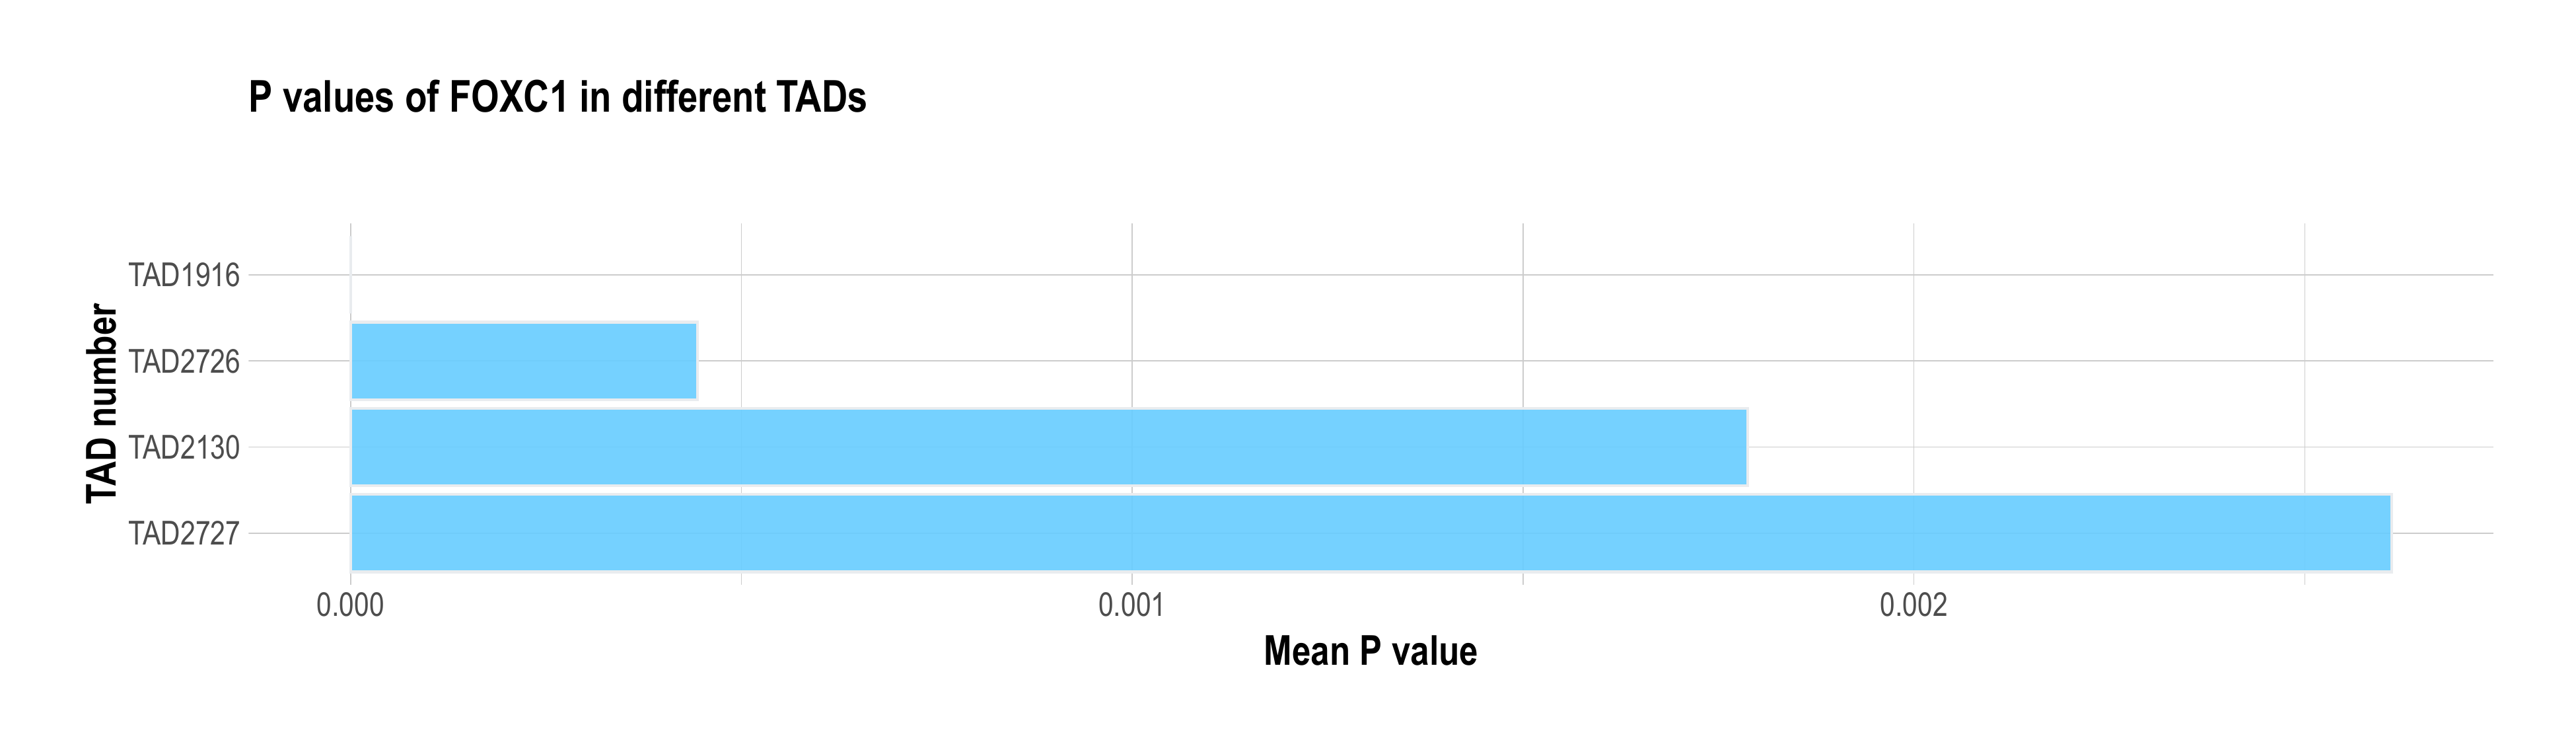 P values of FOXC1 in different TADs
TAD number
TAD1916
TAD2726
TAD2130
TAD2727
0.000 0.001 0.002
Mean P value